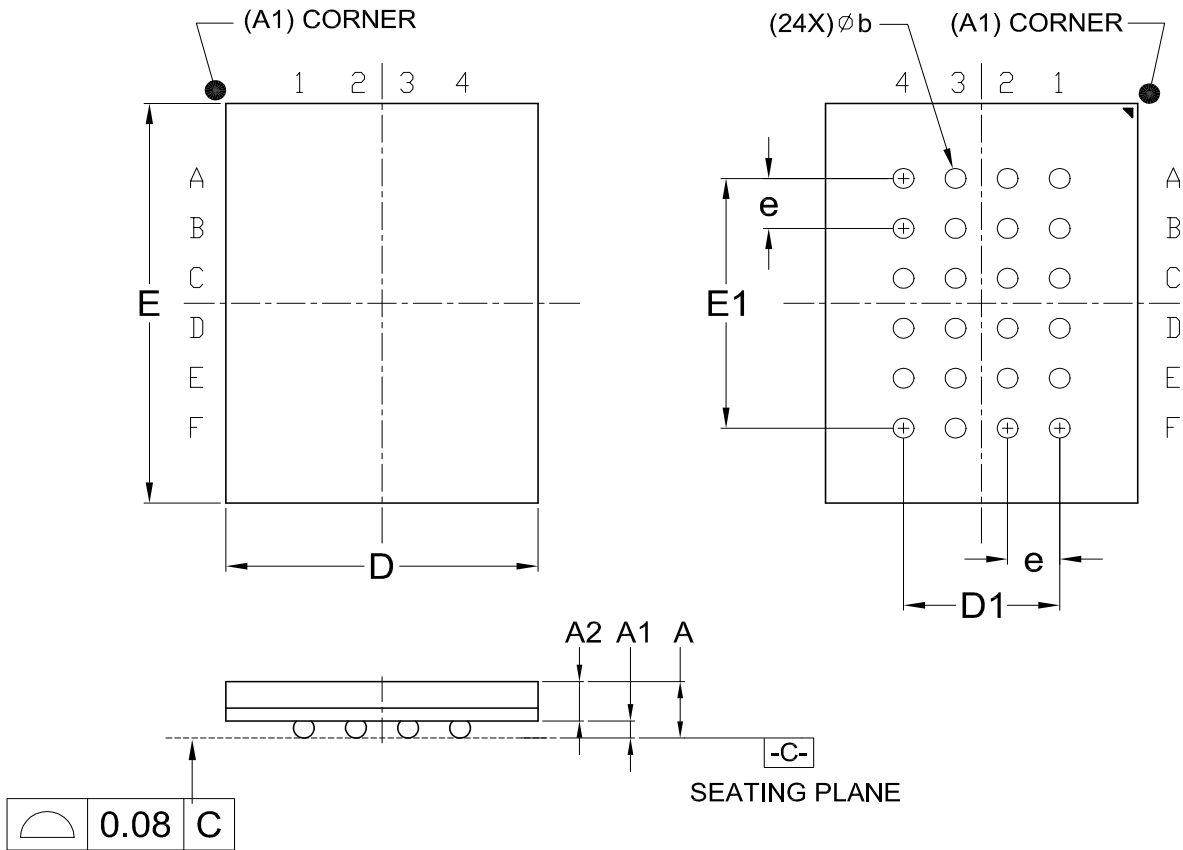 (A1) CORNER
(24X)⌀b
(A1) CORNER
1 2 3 4
4 3 2 1
A
B
C
D
E
F
E
D
e
E1
A
B
C
D
E
F
e
D1
A2 A1 A
-C-
SEATING PLANE
0.08 C